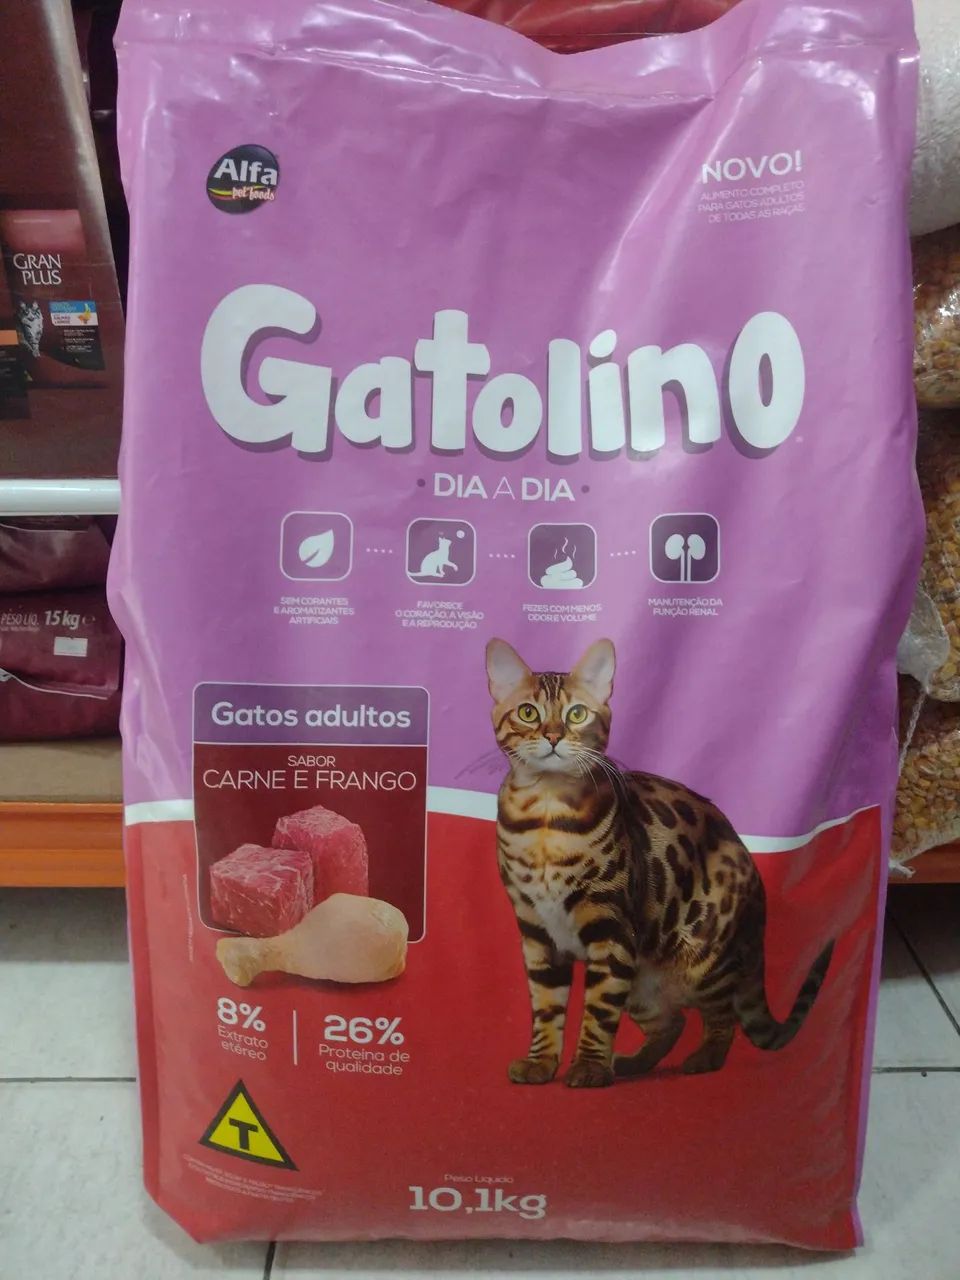 Alfa
pet foods
NOVO!
ALIMENTO COMPLETO
PARA GATOS ADULTOS
DE TODAS AS RAÇAS
GRAN
PLUS
Gatolino
• DIA A DIA •
SEM CORANTES
E AROMATIZANTES
ARTIFICIAIS
FAVORECE
O CORAÇÃO, A VISÃO
E A REPRODUÇÃO
FEZES COM MENOS
ODOR E VOLUME
MANUTENÇÃO DA
FUNÇÃO RENAL
PESO LIQ. 15 kg e
Gatos adultos
SABOR
CARNE E FRANGO
8%
Extrato
etéreo
26%
Proteína de
qualidade
T
Peso Líquido
10,1kg